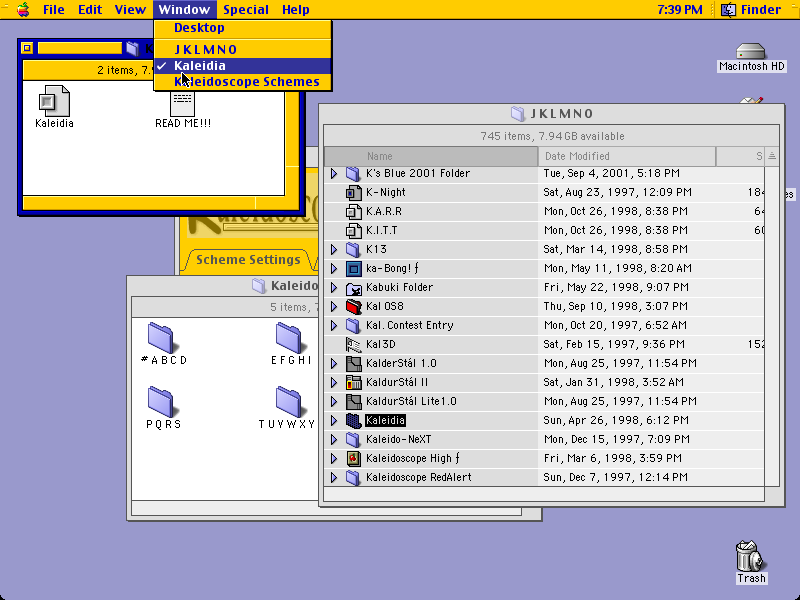 File Edit View Window Special Help 7:39 PM Finder
Desktop
JKLMNO
✓ Kaleidia
Kaleidoscope Schemes
2 items, 7.9
Kaleidia
READ ME!!!
Macintosh HD
JKLMNO
745 items, 7.94 GB available
Name Date Modified S
K's Blue 2001 Folder Tue, Sep 4, 2001, 5:18 PM
K-Night Sat, Aug 23, 1997, 12:09 PM 184
K.A.R.R Mon, Oct 26, 1998, 8:38 PM 64
K.I.T.T Mon, Oct 26, 1998, 8:38 PM 60
K13 Sat, Mar 14, 1998, 8:58 PM
ka-Bong! ƒ Mon, May 11, 1998, 8:20 AM
Kabuki Folder Fri, May 22, 1998, 9:07 PM
Kal OS8 Thu, Sep 10, 1998, 3:07 PM
Kal. Contest Entry Mon, Oct 20, 1997, 6:52 AM
Kal3D Sat, Feb 15, 1997, 9:36 PM 152
KalderStál 1.0 Mon, Aug 25, 1997, 11:54 PM
KaldurStál II Sat, Jan 31, 1998, 3:52 AM
KaldurStál Lite1.0 Mon, Aug 25, 1997, 11:54 PM
Kaleidia Sun, Apr 26, 1998, 6:12 PM
Kaleido-NeXT Mon, Dec 15, 1997, 7:09 PM
Kaleidoscope High ƒ Fri, Mar 6, 1998, 3:59 PM
Kaleidoscope RedAlert Sun, Dec 7, 1997, 12:14 PM
Kaleidosc
Scheme Settings
Kaleido
5 items, 7
#ABCD
EFGHI
PQRS
TUVWXY
Trash